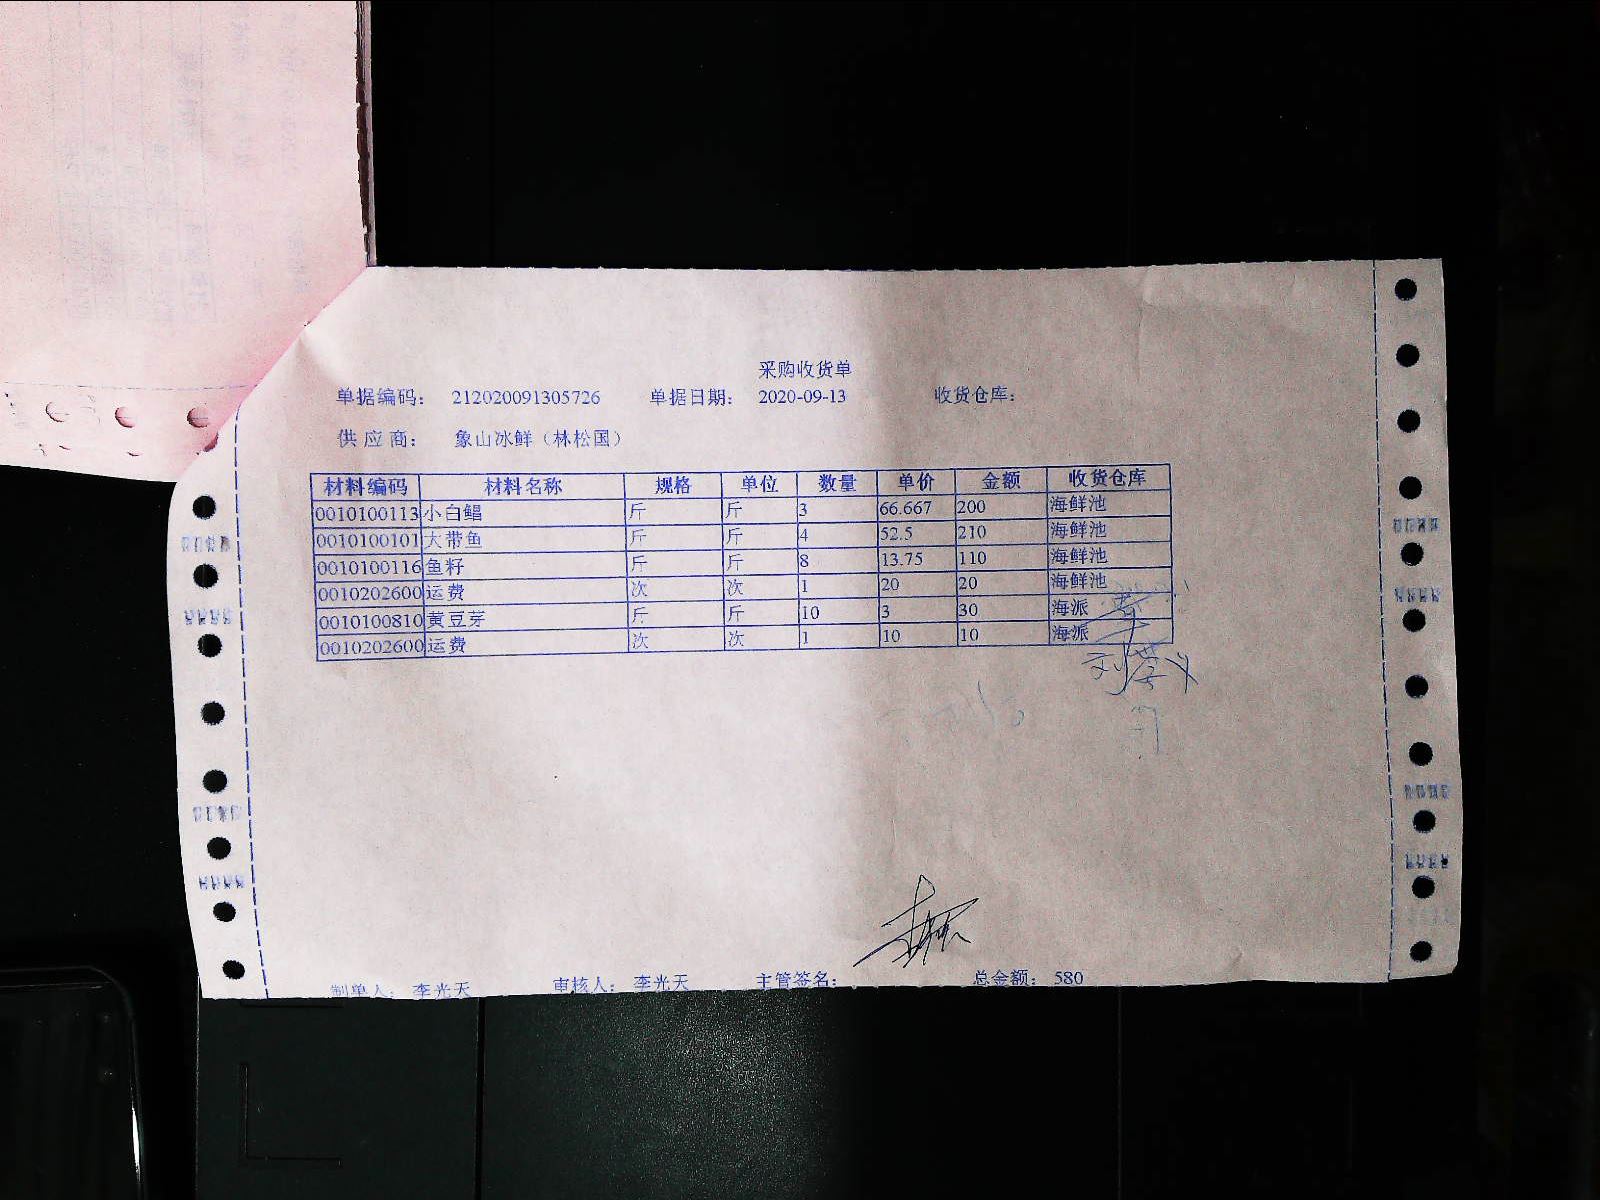 采购收货单
单据编码： 212020091305726 单据日期： 2020-09-13 收货仓库：
供应商： 象山冰鲜（林松国）
材料编码 材料名称 规格 单位 数量 单价 金额 收货仓库
0010100113 小白鲳 斤 斤 3 66.667 200 海鲜池
0010100101 大带鱼 斤 斤 4 52.5 210 海鲜池
0010100116 鱼籽 斤 斤 8 13.75 110 海鲜池
0010202600 运费 次 次 1 20 20 海鲜池
0010100810 黄豆芽 斤 斤 10 3 30 海派
0010202600 运费 次 次 1 10 10 海派
制单人： 李光天 审核人： 李光天 主管签名： 总金额： 580